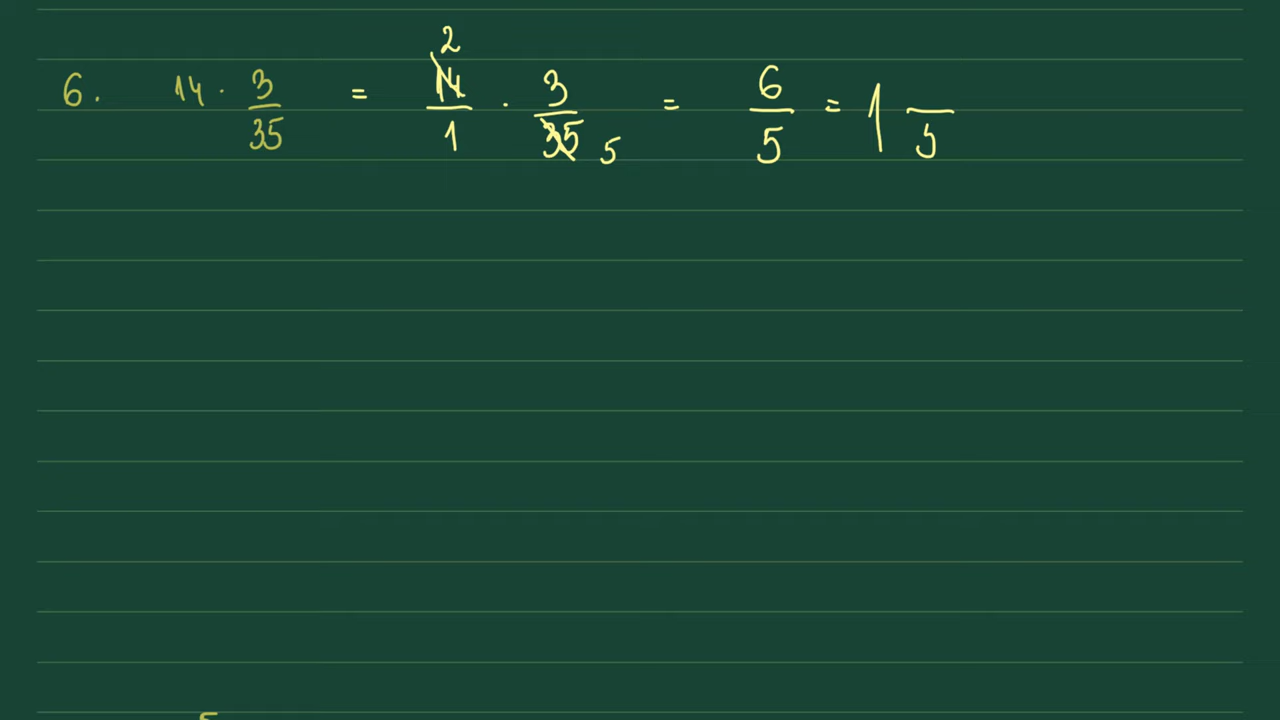 6. 14 · 3/35 = 2 14/1 · 3/35 5 = 6/5 = 1 /5